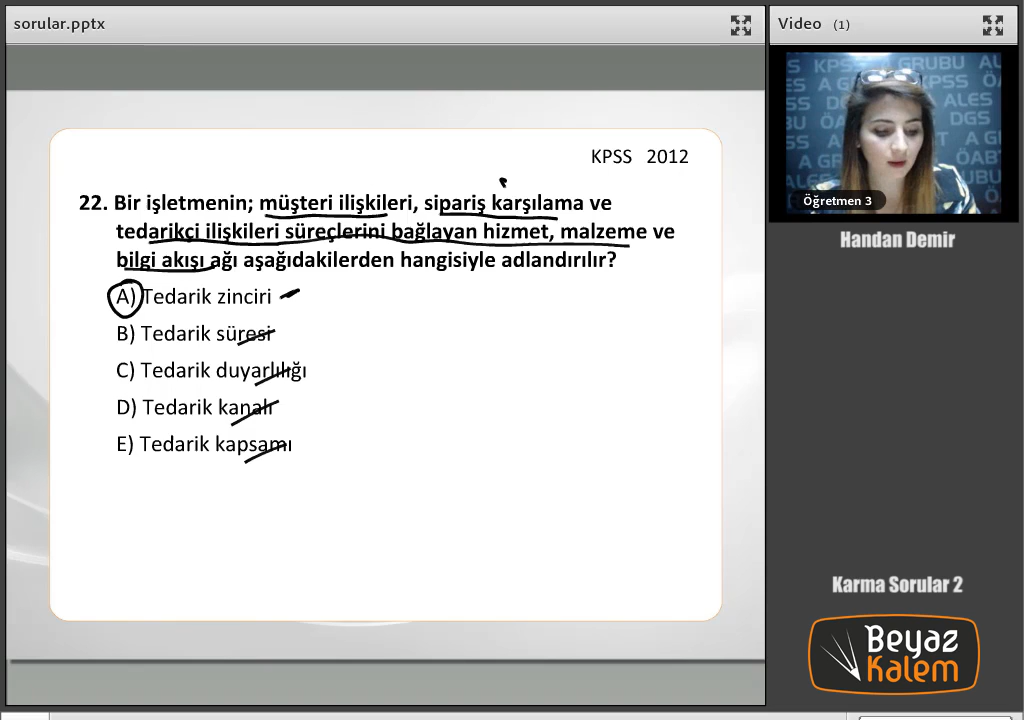 sorular.pptx
Video (1)
KPSS 2012
22. Bir işletmenin; müşteri ilişkileri, sipariş karşılama ve
tedarikçi ilişkileri süreçlerini bağlayan hizmet, malzeme ve
bilgi akışı ağı aşağıdakilerden hangisiyle adlandırılır?
A) Tedarik zinciri
B) Tedarik süresi
C) Tedarik duyarlılığı
D) Tedarik kanalı
E) Tedarik kapsamı
Öğretmen 3
Handan Demir
Karma Sorular 2
Beyaz
Kalem